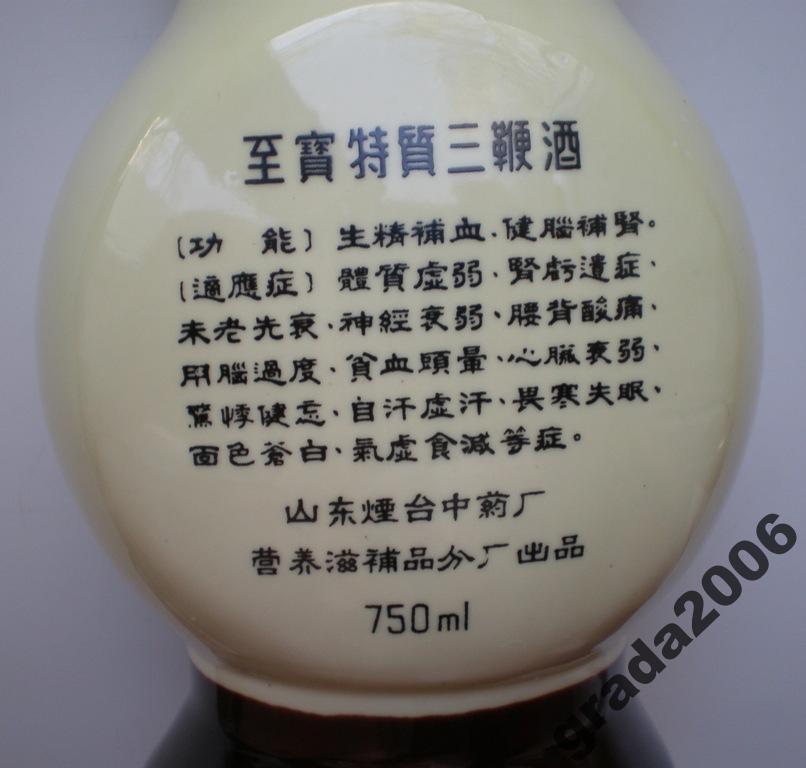 至寶特質三鞭酒
〔功 能〕生精補血、健腦補腎。
〔適應症〕體質虛弱、腎虧遺症、
未老先衰、神經衰弱、腰背酸痛、
用腦過度、貧血頭暈、心臟衰弱、
驚悸健忘、自汗虛汗、畏寒失眠、
面色蒼白、氣虛食減等症。
山东煙台中药厂
营养滋補品分厂出品
750ml
grada2006